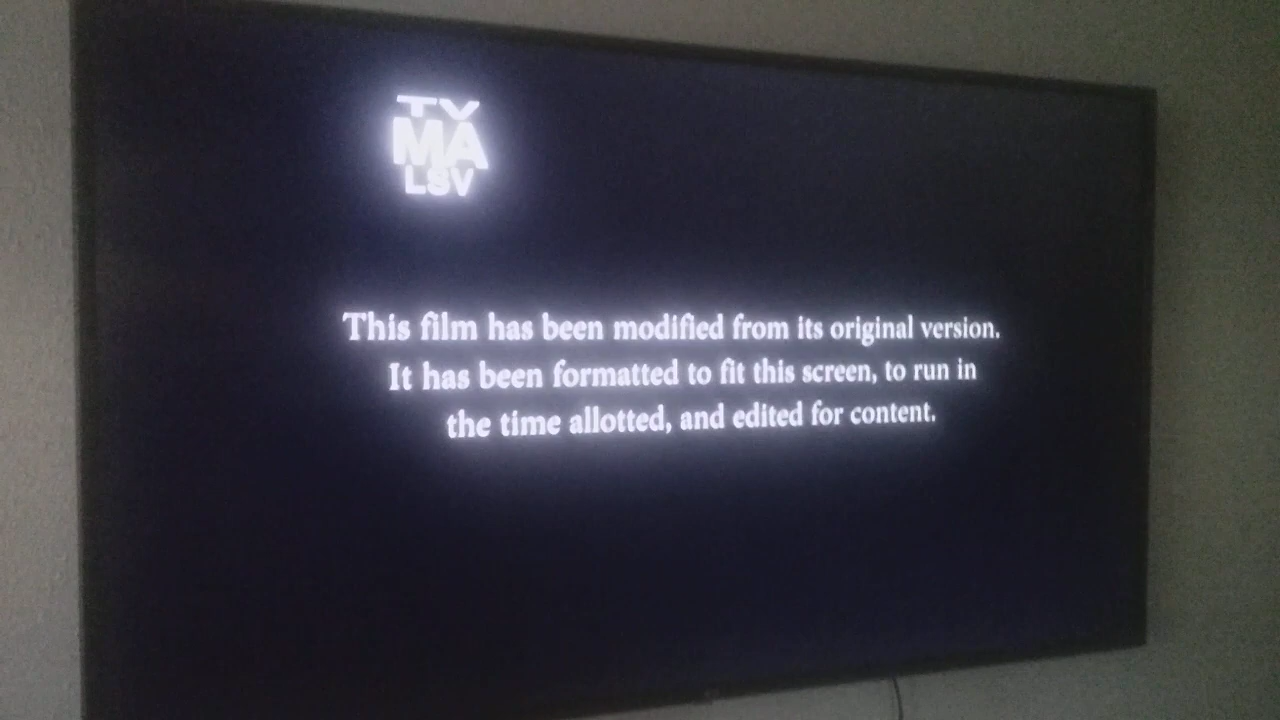 TV
MA
LSV
This film has been modified from its original version.
It has been formatted to fit this screen, to run in
the time allotted, and edited for content.